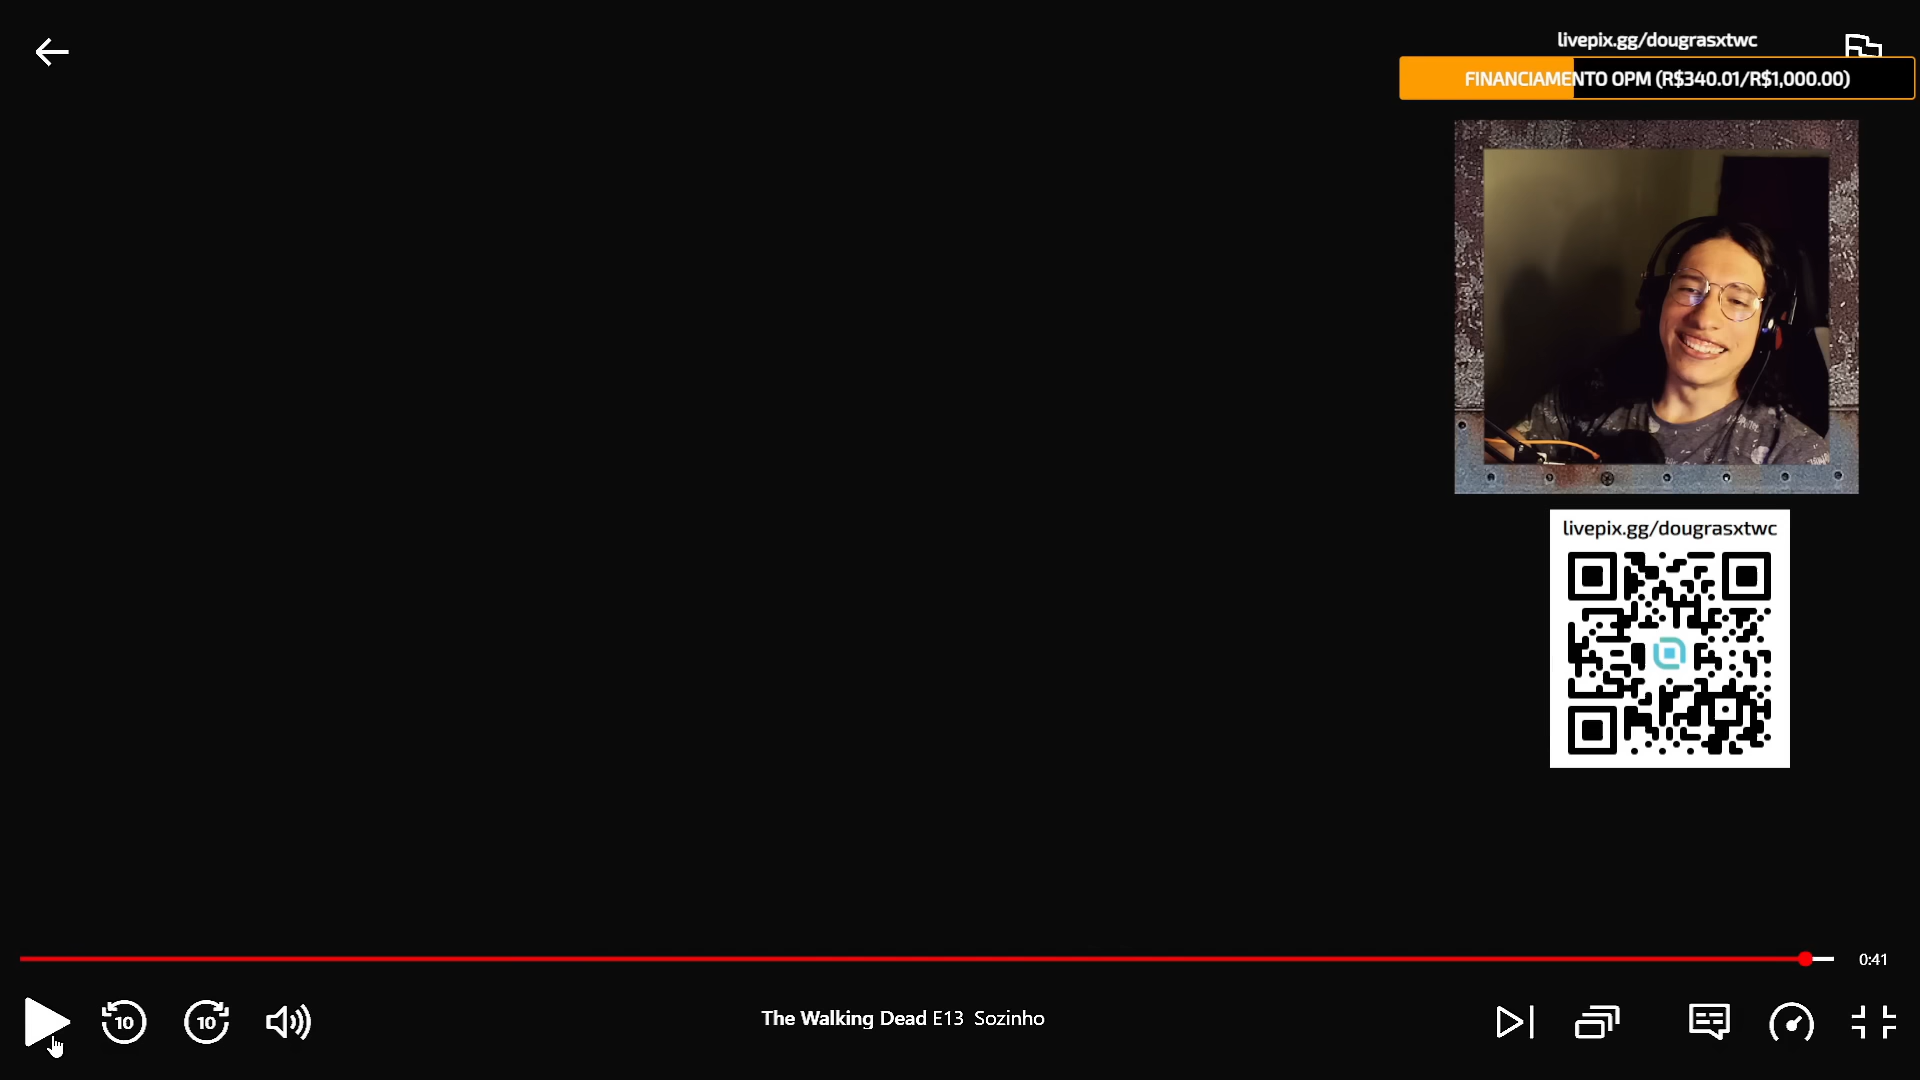 livepix.gg/dougrasxtwc
FINANCIAMENTO OPM (R$340.01/R$1,000.00)
livepix.gg/dougrasxtwc
0:41
10
10
The Walking Dead E13 Sozinho